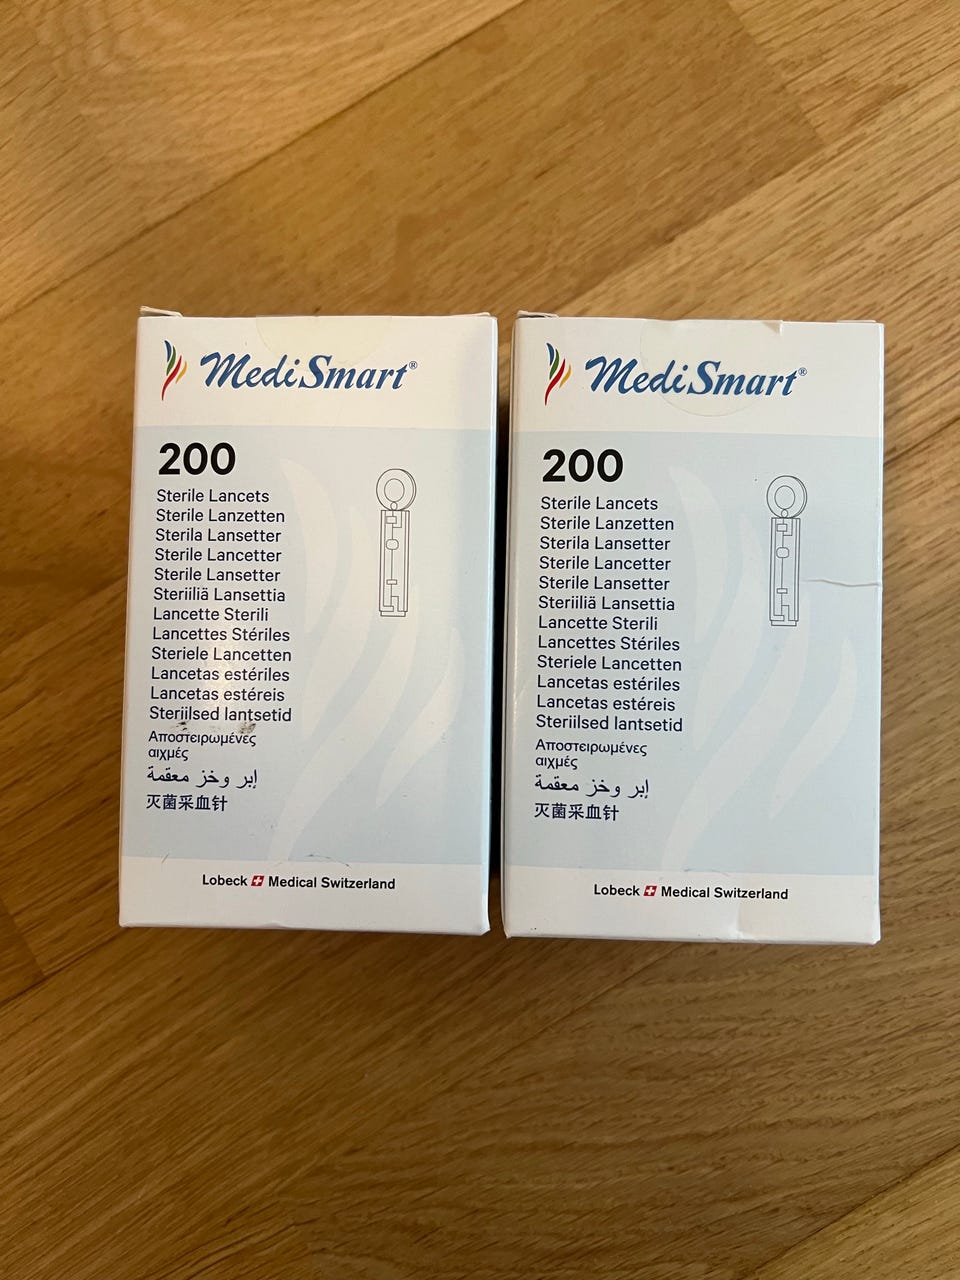 MediSmart®
200
Sterile Lancets
Sterile Lanzetten
Sterila Lansetter
Sterile Lancetter
Sterile Lansetter
Steriiliä Lansettia
Lancette Sterili
Lancettes Stériles
Steriele Lancetten
Lancetas estériles
Lancetas estéreis
Steriilsed lantsetid
Αποστειρωμένες
αιχμές
إبر وخز معقمة
灭菌采血针
Lobeck Medical Switzerland
MediSmart®
200
Sterile Lancets
Sterile Lanzetten
Sterila Lansetter
Sterile Lancetter
Sterile Lansetter
Steriiliä Lansettia
Lancette Sterili
Lancettes Stériles
Steriele Lancetten
Lancetas estériles
Lancetas estéreis
Steriilsed lantsetid
Αποστειρωμένες
αιχμές
إبر وخز معقمة
灭菌采血针
Lobeck Medical Switzerland